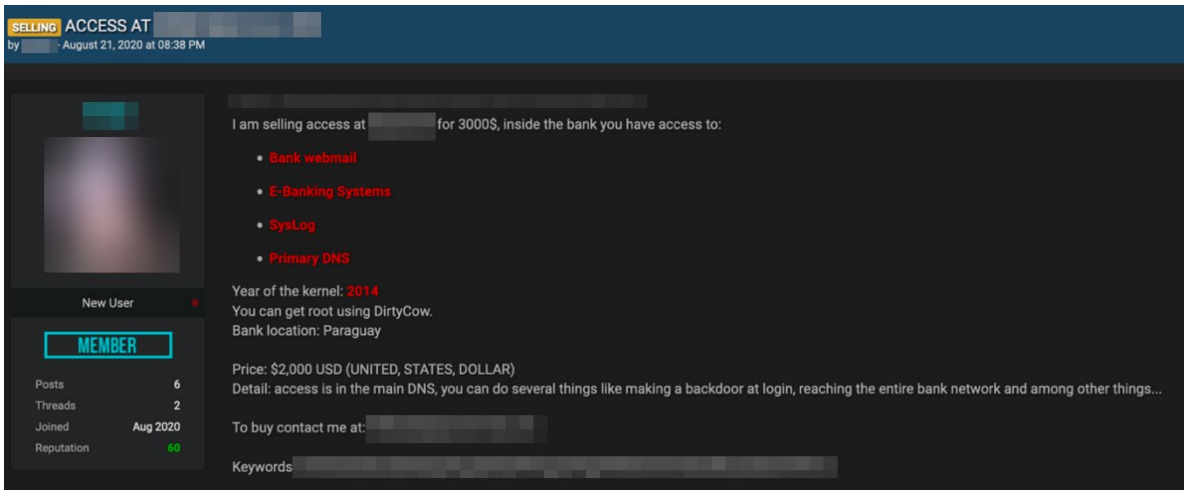 SELLING ACCESS AT
by - August 21, 2020 at 08:38 PM
New User
MEMBER
Posts 6
Threads 2
Joined Aug 2020
Reputation 60
I am selling access at for 3000$, inside the bank you have access to:
• Bank webmail
• E-Banking Systems
• SysLog
• Primary DNS
Year of the kernel: 2014
You can get root using DirtyCow.
Bank location: Paraguay
Price: $2,000 USD (UNITED, STATES, DOLLAR)
Detail: access is in the main DNS, you can do several things like making a backdoor at login, reaching the entire bank network and among other things...
To buy contact me at:
Keywords